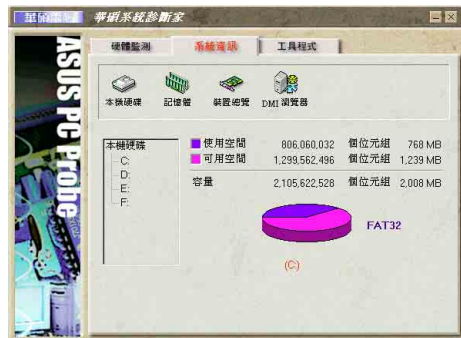 華碩電腦 華碩系統診斷家
ASUS PC Probe
硬體監測 系統資訊 工具程式
本機硬碟 記憶體 裝置總覽 DMI 瀏覽器
本機硬碟
C:
D:
E:
F:
使用空間 806,060,032 個位元組 768 MB
可用空間 1,299,562,496 個位元組 1,239 MB
容量 2,105,622,528 個位元組 2,008 MB
FAT32
(C:)